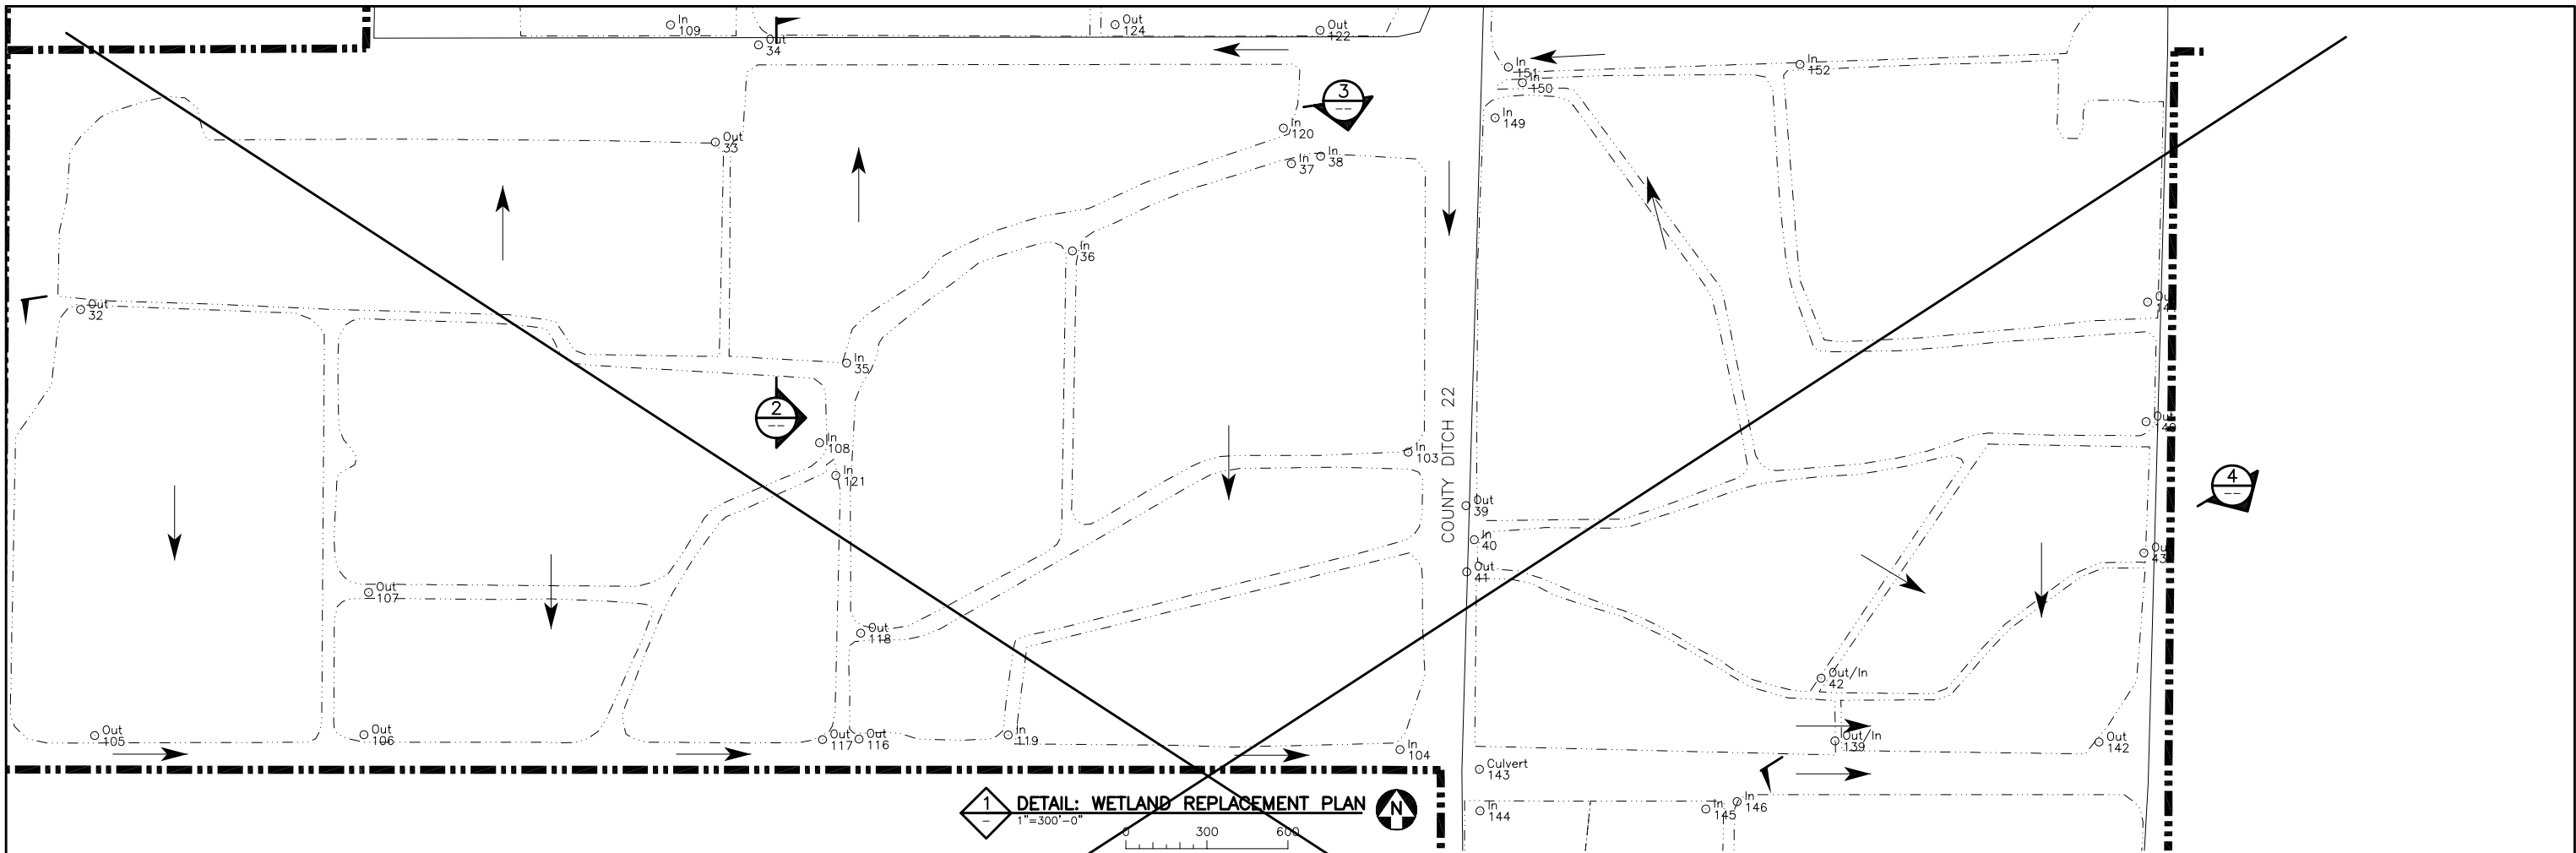 In
109
Out
34
Out
124
Out
122
In
151
In
150
In
152
In
149
3
--
In
120
Out
33
In
37
In
38
In
36
Out
32
In
35
2
--
In
108
In
121
In
103
COUNTY DITCH 22
Out
39
In
40
Out
41
4
--
Out
107
Out
118
Out/In
42
Out
105
Out
106
Out
117
Out
116
In
119
In
104
Out/In
139
Out
142
Culvert
143
In
144
In
145
In
146
1
-
DETAIL: WETLAND REPLACEMENT PLAN
1"=300'-0"
N
0 300 600